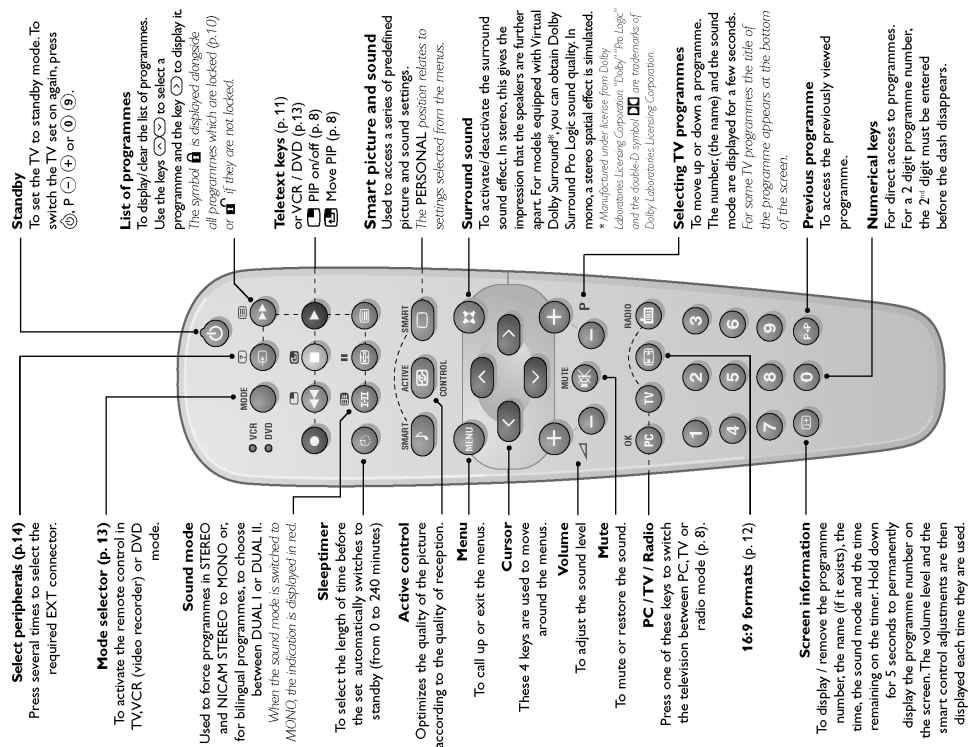 Select peripherals (p.14)
Press several times to select the
required EXT connector.
Mode selector (p. 13)
To activate the remote control in
TV,VCR (video recorder) or DVD
mode.
Sound mode
Used to force programmes in STEREO
and NICAM STEREO to MONO or,
for bilingual programmes, to choose
between DUAL I or DUAL II.
When the sound mode is switched to
MONO, the indication is displayed in red.
Sleeptimer
To select the length of time before
the set automatically switches to
standby (from 0 to 240 minutes)
Active control
Optimizes the quality of the picture
according to the quality of reception.
Menu
To call up or exit the menus.
Cursor
These 4 keys are used to move
around the menus.
Volume
To adjust the sound level
Mute
To mute or restore the sound.
PC / TV / Radio
Press one of these keys to switch
the television between PC, TV or
radio mode (p. 8).
16:9 formats (p. 12)
Screen information
To display / remove the programme
number, the name (if it exists), the
time, the sound mode and the time
remaining on the timer. Hold down
for 5 seconds to permanently
display the programme number on
the screen. The volume level and the
smart control adjustments are then
displayed each time they are used.
VCR
DVD
MODE
SMART
ACTIVE
CONTROL
SMART
MENU
MUTE
P
OK
RADIO
PC
TV
1
2
3
4
5
6
7
8
9
0
P◂P
Standby
To set the TV to standby mode. To
switch the TV set on again, press
⏻, P − + or 0 9.
List of programmes
To display/clear the list of programmes.
Use the keys ∧ ∨ to select a
programme and the key > to display it.
The symbol 🔒 is displayed alongside
all programmes which are locked (p.10)
or 🔓 if they are not locked.
Teletext keys (p. 11)
or VCR / DVD (p.13)
PIP on/off (p. 8)
Move PIP (p. 8)
Smart picture and sound
Used to access a series of predefined
picture and sound settings.
The PERSONAL position relates to
settings selected from the menus.
Surround sound
To activate/deactivate the surround
sound effect. In stereo, this gives the
impression that the speakers are further
apart. For models equipped with Virtual
Dolby Surround*, you can obtain Dolby
Surround Pro Logic sound quality. In
mono, a stereo spatial effect is simulated.
* Manufactured under license from Dolby
Laboratories Licensing Corporation "Dolby" "Pro Logic"
and the double-D symbol are trademarks of
Dolby Laboratories Licensing Corporation.
Selecting TV programmes
To move up or down a programme.
The number, (the name) and the sound
mode are displayed for a few seconds.
For some TV programmes the title of
the programme appears at the bottom
of the screen.
Previous programme
To access the previously viewed
programme.
Numerical keys
For direct access to programmes.
For a 2 digit programme number,
the 2nd digit must be entered
before the dash disappears.